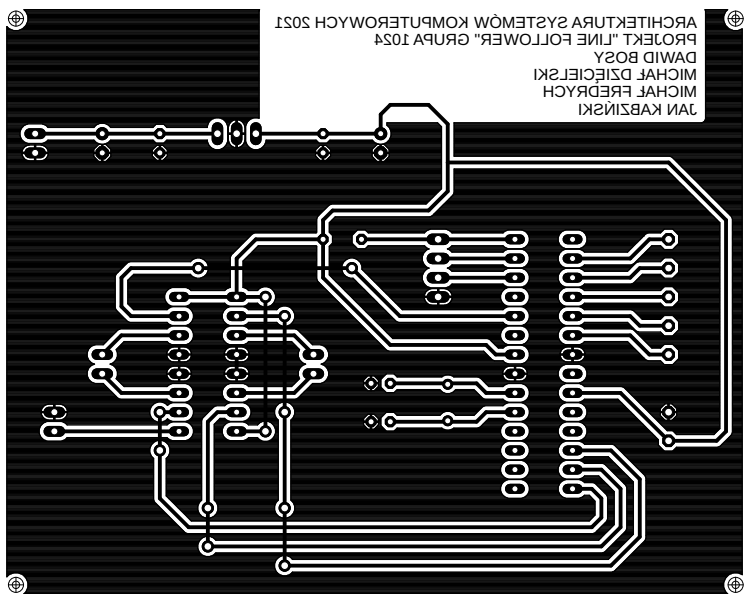 ARCHITEKTURA SYSTEMÓW KOMPUTEROWYCH 2021
PROJEKT "LINE FOLLOWER" GRUPA 1024
DAWID BOSY
MICHAŁ DZIĘCIELSKI
MICHAŁ FREDRYCH
JAN KABZIŃSKI